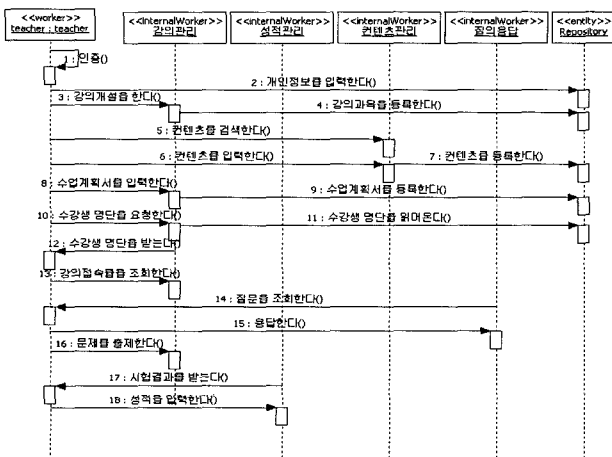 <<worker>>
teacher : teacher
<<InternalWorker>>
강의관리
<<internalWorker>>
성적관리
<<InternalWorker>>
컨텐츠관리
<<internalWorker>>
질의응답
<<entity>>
Repository
1 : 인증()
2 : 개인정보를 입력한다()
3 : 강의개설을 한다()
4 : 강의과목을 등록한다()
5 : 컨텐츠를 검색한다()
6 : 컨텐츠를 입력한다()
7 : 컨텐츠를 등록한다()
8 : 수업계획서를 입력한다()
9 : 수업계획서를 등록한다()
10 : 수강생 명단을 요청한다()
11 : 수강생 명단을 읽어온다()
12 : 수강생 명단을 받는다()
13 : 강의접속률을 조회한다()
14 : 질문을 조회한다()
15 : 응답한다()
16 : 문제를 출제한다()
17 : 시험결과를 받는다()
18 : 성적을 입력한다()